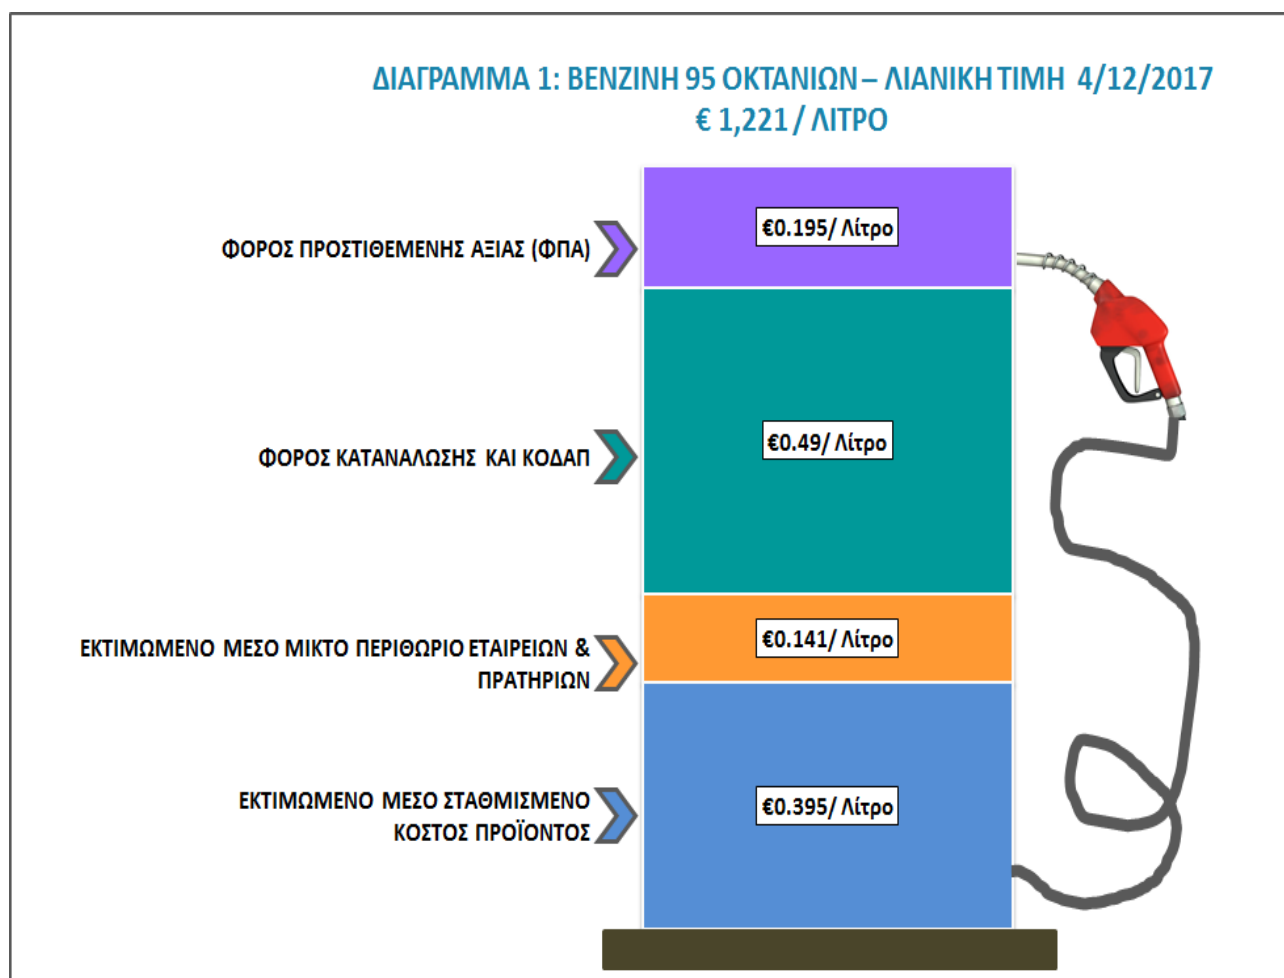 ΔΙΑΓΡΑΜΜΑ 1: ΒΕΝΖΙΝΗ 95 ΟΚΤΑΝΙΩΝ – ΛΙΑΝΙΚΗ ΤΙΜΗ 4/12/2017
€ 1,221 / ΛΙΤΡΟ
ΦΟΡΟΣ ΠΡΟΣΤΙΘΕΜΕΝΗΣ ΑΞΙΑΣ (ΦΠΑ)
€0.195/ Λίτρο
ΦΟΡΟΣ ΚΑΤΑΝΑΛΩΣΗΣ ΚΑΙ ΚΟΔΑΠ
€0.49/ Λίτρο
ΕΚΤΙΜΩΜΕΝΟ ΜΕΣΟ ΜΙΚΤΟ ΠΕΡΙΘΩΡΙΟ ΕΤΑΙΡΕΙΩΝ &
ΠΡΑΤΗΡΙΩΝ
€0.141/ Λίτρο
ΕΚΤΙΜΩΜΕΝΟ ΜΕΣΟ ΣΤΑΘΜΙΣΜΕΝΟ
ΚΟΣΤΟΣ ΠΡΟΪΟΝΤΟΣ
€0.395/ Λίτρο